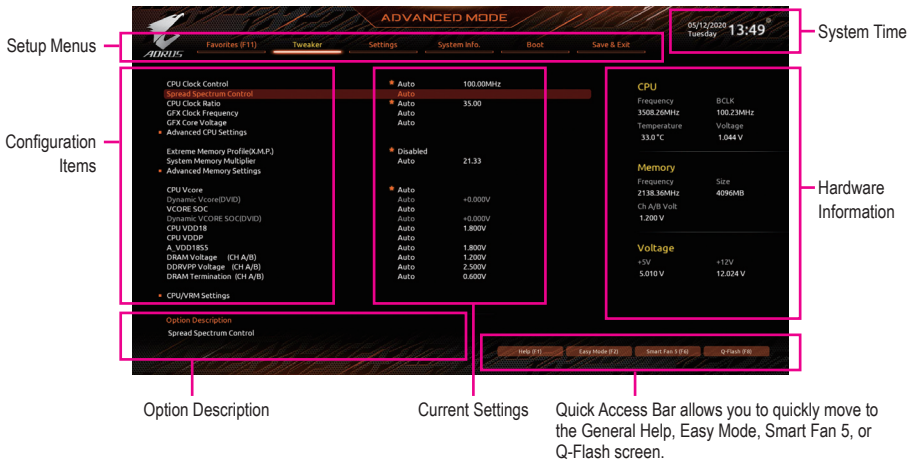 ADVANCED MODE
05/12/2020
Tuesday 13:49
System Time
Setup Menus
AORUS
Favorites (F11) Tweaker Settings System Info. Boot Save & Exit
Configuration
Items
CPU Clock Control Auto 100.00MHz
Spread Spectrum Control Auto
CPU Clock Ratio Auto 35.00
GFX Clock Frequency Auto
GFX Core Voltage Auto
Advanced CPU Settings
Extreme Memory Profile(X.M.P.) Disabled
System Memory Multiplier Auto 21.33
Advanced Memory Settings
CPU Vcore Auto
Dynamic Vcore(DVID) Auto +0.000V
VCORE SOC Auto
Dynamic VCORE SOC(DVID) Auto +0.000V
CPU VDD18 Auto 1.800V
CPU VDDP Auto
A_VDD18S5 Auto 1.800V
DRAM Voltage (CH A/B) Auto 1.200V
DDRVPP Voltage (CH A/B) Auto 2.500V
DRAM Termination (CH A/B) Auto 0.600V
CPU/VRM Settings
CPU
Frequency BCLK
3508.26MHz 100.23MHz
Temperature Voltage
33.0 °C 1.044 V
Memory
Frequency Size
2138.36MHz 4096MB
Ch A/B Volt
1.200 V
Voltage
+5V +12V
5.010 V 12.024 V
Hardware
Information
Option Description
Spread Spectrum Control
Help (F1) Easy Mode (F2) Smart Fan 5 (F6) Q-Flash (F8)
Option Description
Current Settings
Quick Access Bar allows you to quickly move to
the General Help, Easy Mode, Smart Fan 5, or
Q-Flash screen.